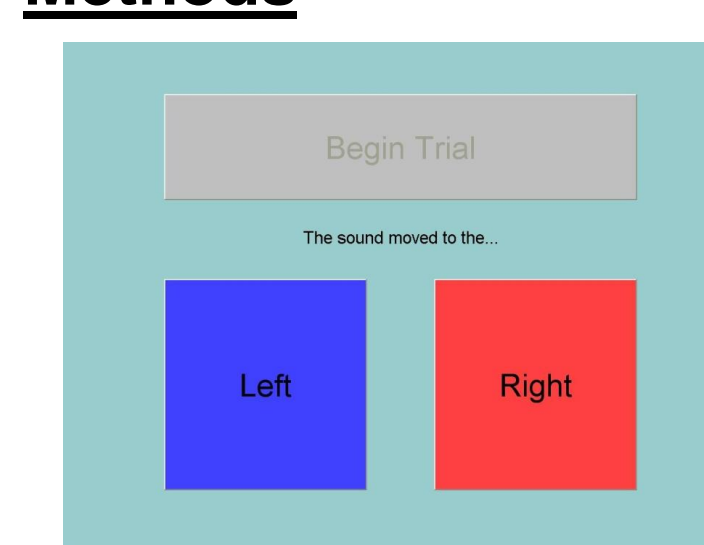 Methods
Begin Trial
The sound moved to the...
Left
Right